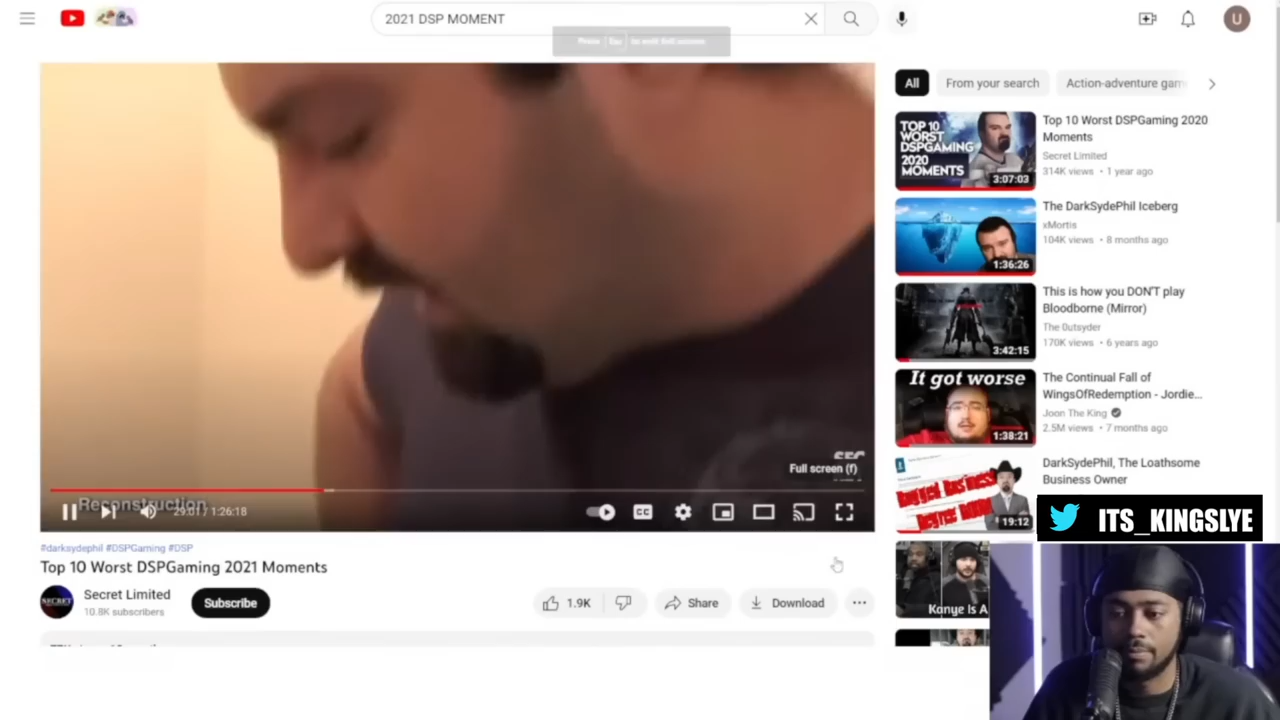 2021 DSP MOMENT
U
All
From your search
Action-adventure gam
TOP 10
WORST
DSPGAMING
2020
MOMENTS
3:07:03
Top 10 Worst DSPGaming 2020
Moments
Secret Limited
314K views • 1 year ago
1:36:26
The DarkSydePhil Iceberg
xMortis
104K views • 8 months ago
3:42:15
This is how you DON'T play
Bloodborne (Mirror)
The 0utsyder
170K views • 6 years ago
It got worse
1:38:21
The Continual Fall of
WingsOfRedemption - Jordie...
Joon The King
2.5M views • 7 months ago
19:12
DarkSydePhil, The Loathsome
Business Owner
ITS_KINGSLYE
Kanye Is A
Full screen (f)
Reconstruction
29:01 / 1:26:18
CC
#darksydephil #DSPGaming #DSP
Top 10 Worst DSPGaming 2021 Moments
SECRET
Secret Limited
10.8K subscribers
Subscribe
1.9K
Share
Download